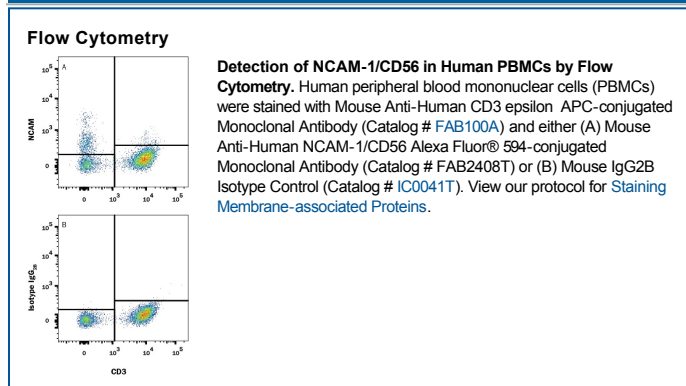 Flow Cytometry
Detection of NCAM-1/CD56 in Human PBMCs by Flow
Cytometry. Human peripheral blood mononuclear cells (PBMCs)
were stained with Mouse Anti-Human CD3 epsilon APC-conjugated
Monoclonal Antibody (Catalog # FAB100A) and either (A) Mouse
Anti-Human NCAM-1/CD56 Alexa Fluor® 594-conjugated
Monoclonal Antibody (Catalog # FAB2408T) or (B) Mouse IgG2B
Isotype Control (Catalog # IC0041T). View our protocol for Staining
Membrane-associated Proteins.
A
NCAM
10⁵
10⁴
10³
0
0 10³ 10⁴ 10⁵
B
Isotype IgG₂B
10⁵
10⁴
10³
0
0 10³ 10⁴ 10⁵
CD3